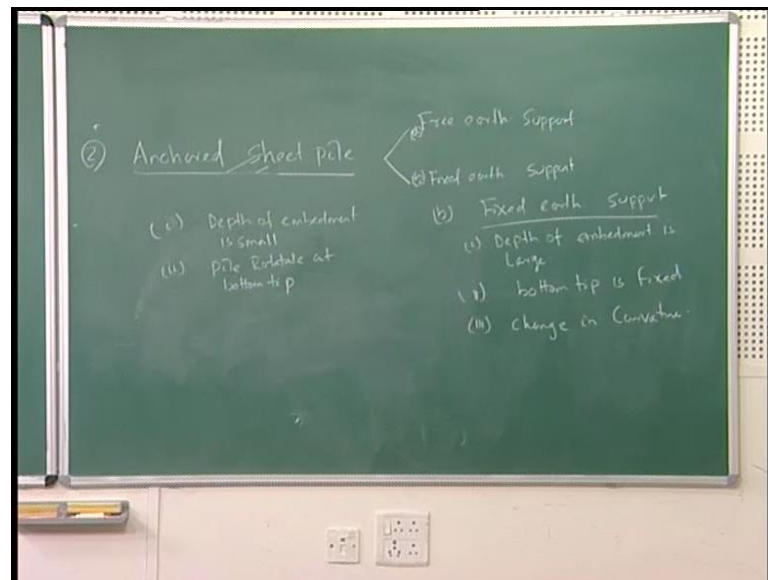 (2) Anchored Sheet pile
(a) Free earth Support
(b) Fixed earth Support
(i) Depth of embedment
is small
(ii) Pile Rotate at
bottom tip
(b) Fixed earth Support
(i) Depth of embedment is
Large
(ii) bottom tip is fixed
(iii) change in Curvature.